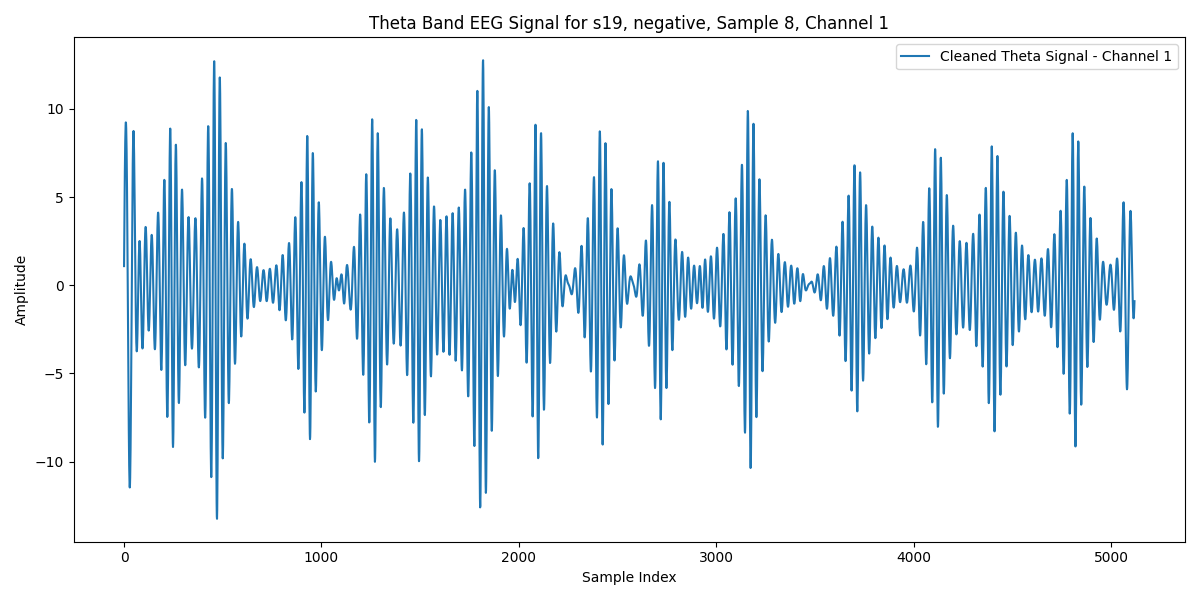 Theta Band EEG Signal for s19, negative, Sample 8, Channel 1
Cleaned Theta Signal - Channel 1
Amplitude
10
5
0
−5
−10
0 1000 2000 3000 4000 5000
Sample Index